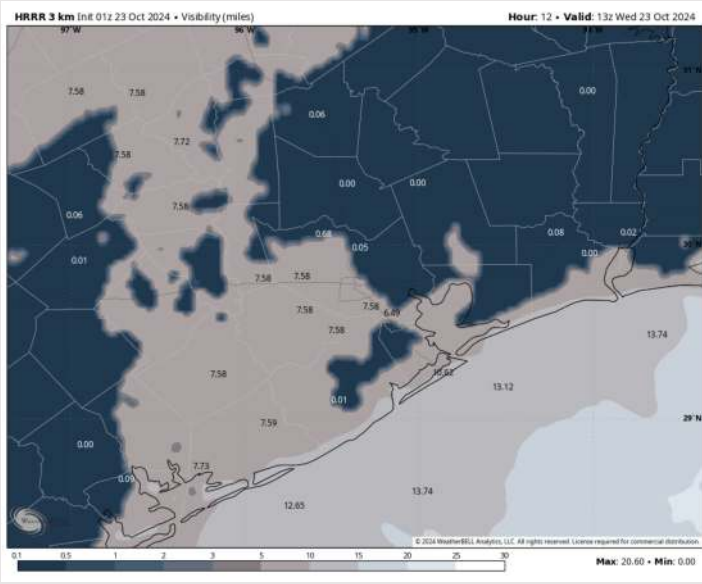 HRRR 3 km Init 01z 23 Oct 2024 • Visibility (miles)
Hour: 12 • Valid: 13z Wed 23 Oct 2024
97°W 96°W 95°W
7.58 7.58 0.00
0.06
7.72
7.58
0.00 0.00
7.56
0.06
0.68 0.08 0.02
0.05 0.00
0.01
7.58 7.58
7.58 7.58 6.49
7.58 13.74
7.58 10.62
13.12
0.01
29°N
7.59
0.00
7.73
0.09
13.74
12.65
© 2024 WeatherBELL Analytics, LLC. All rights reserved. License required for commercial distribution.
0.1 0.5 1 2 3 5 10 15 20 25 30
Max: 20.60 • Min: 0.00